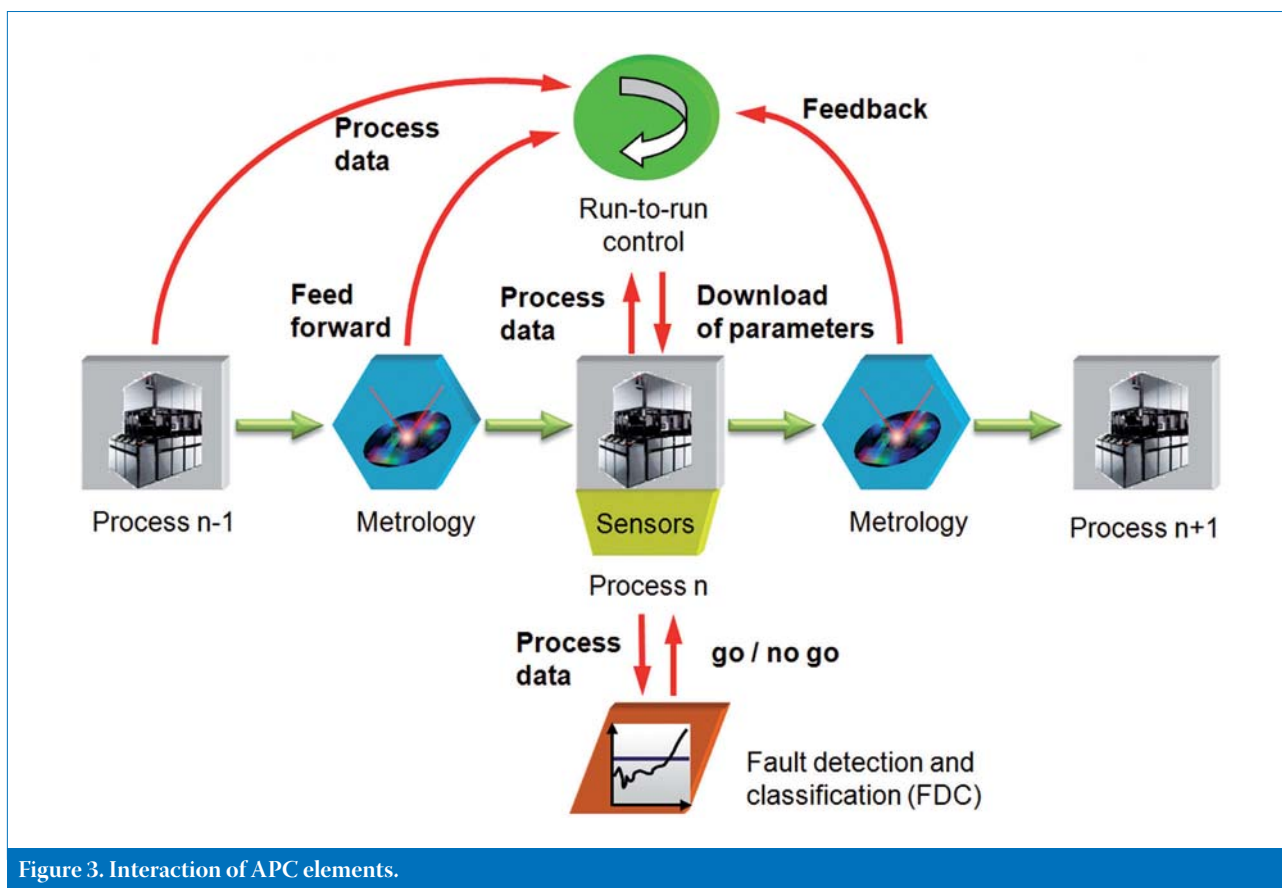 Process
data
Feedback
Run-to-run
control
Feed
forward
Process
data
Download
of parameters
Process n-1
Metrology
Sensors
Metrology
Process n+1
Process n
Process
data
go / no go
Fault detection and
classification (FDC)
Figure 3. Interaction of APC elements.